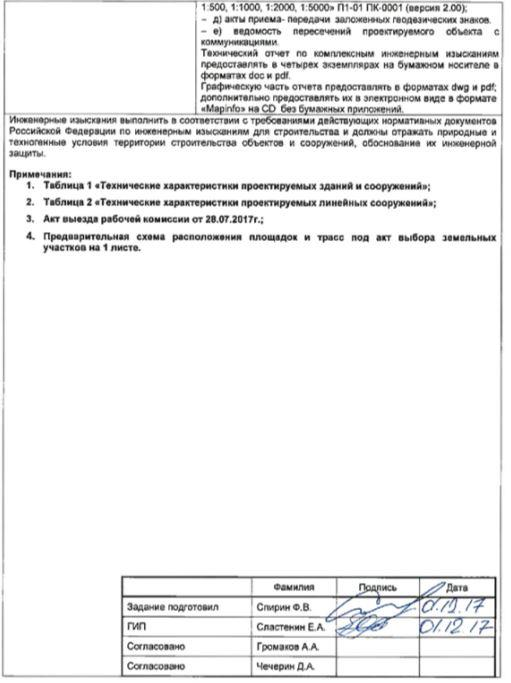 1:500, 1:1000, 1:2000, 1:5000» П1-01 ПК-0001 (версия 2.00);
– д) акты приема- передачи заложенных геодезических знаков.
– е) ведомость пересечений проектируемого объекта с
коммуникациями.
Технический отчет по комплексным инженерным изысканиям
предоставлять в четырех экземплярах на бумажном носителе в
форматах doc и pdf.
Графическую часть отчета предоставлять в форматах dwg и pdf;
дополнительно предоставлять их в электронном виде в формате
«Mapinfo» на CD без бумажных приложений.
Инженерные изыскания выполнить в соответствии с требованиями действующих нормативных документов
Российской Федерации по инженерным изысканиям для строительства и должны отражать природные и
техногенные условия территории строительства объектов и сооружений, обоснование их инженерной
защиты.
Примечания:
1. Таблица 1 «Технические характеристики проектируемых зданий и сооружений»;
2. Таблица 2 «Технические характеристики проектируемых линейных сооружений»;
3. Акт выезда рабочей комиссии от 28.07.2017г.;
4. Предварительная схема расположения площадок и трасс под акт выбора земельных
участков на 1 листе.
Фамилия Подпись Дата
Задание подготовил Спирин Ф.В. 01.12.17
ГИП Сластенин Е.А. 01.12.17
Согласовано Громаков А.А.
Согласовано Чечерин Д.А.